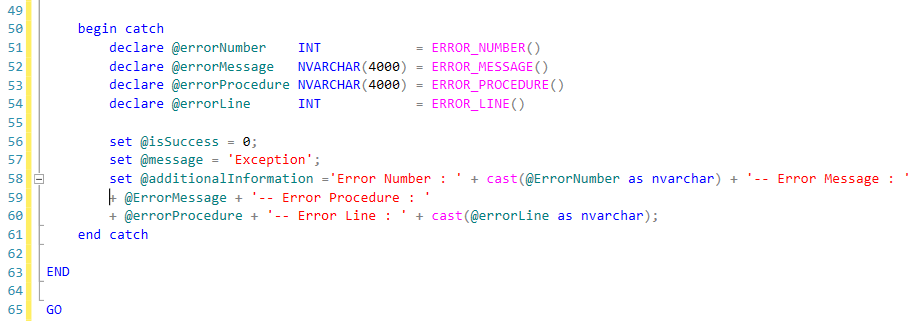 49
50 begin catch
51 declare @errorNumber INT = ERROR_NUMBER()
52 declare @errorMessage NVARCHAR(4000) = ERROR_MESSAGE()
53 declare @errorProcedure NVARCHAR(4000) = ERROR_PROCEDURE()
54 declare @errorLine INT = ERROR_LINE()
55
56 set @isSuccess = 0;
57 set @message = 'Exception';
58 set @additionalInformation ='Error Number : ' + cast(@ErrorNumber as nvarchar) + '-- Error Message : '
59 + @ErrorMessage + '-- Error Procedure : '
60 + @errorProcedure + '-- Error Line : ' + cast(@errorLine as nvarchar);
61 end catch
62
63 END
64
65 GO